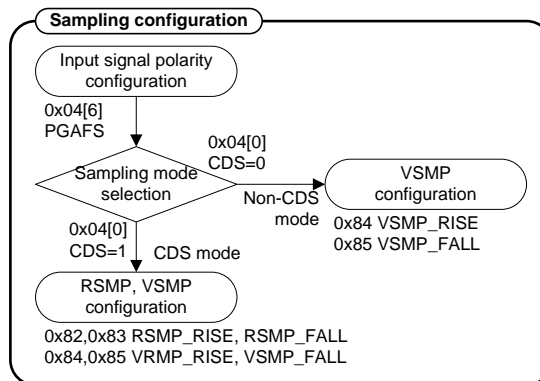 Sampling configuration
Input signal polarity
configuration
0x04[6]
PGAFS
0x04[0]
CDS=0
Sampling mode
selection
Non-CDS
mode
VSMP
configuration
0x84 VSMP_RISE
0x85 VSMP_FALL
0x04[0]
CDS=1
CDS mode
RSMP, VSMP
configuration
0x82,0x83 RSMP_RISE, RSMP_FALL
0x84,0x85 VRMP_RISE, VSMP_FALL